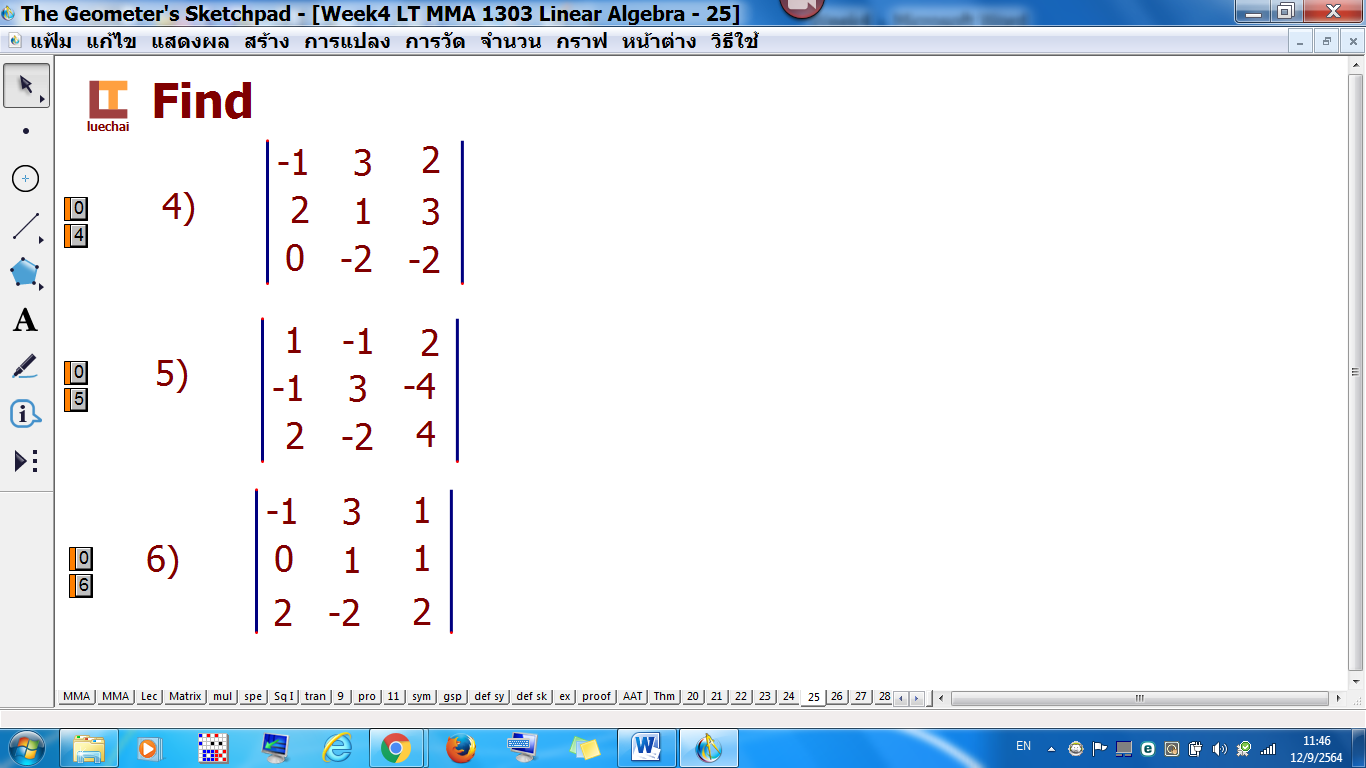 The Geometer's Sketchpad - [Week4 LT MMA 1303 Linear Algebra - 25]
แฟ้ม แก้ไข แสดงผล สร้าง การแปลง การวัด จำนวน กราฟ หน้าต่าง วิธีใช้
LT
luechai
Find
-1 3 2
0 4) 2 1 3
4
0 -2 -2
1 -1 2
0 5) -1 3 -4
5
2 -2 4
-1 3 1
0 6) 0 1 1
6
2 -2 2
MMA MMA Lec Matrix mul spe Sq I tran 9 pro 11 sym gsp def sy def sk ex proof AAT Thm 20 21 22 23 24 25 26 27 28
EN 11:46
12/9/2564